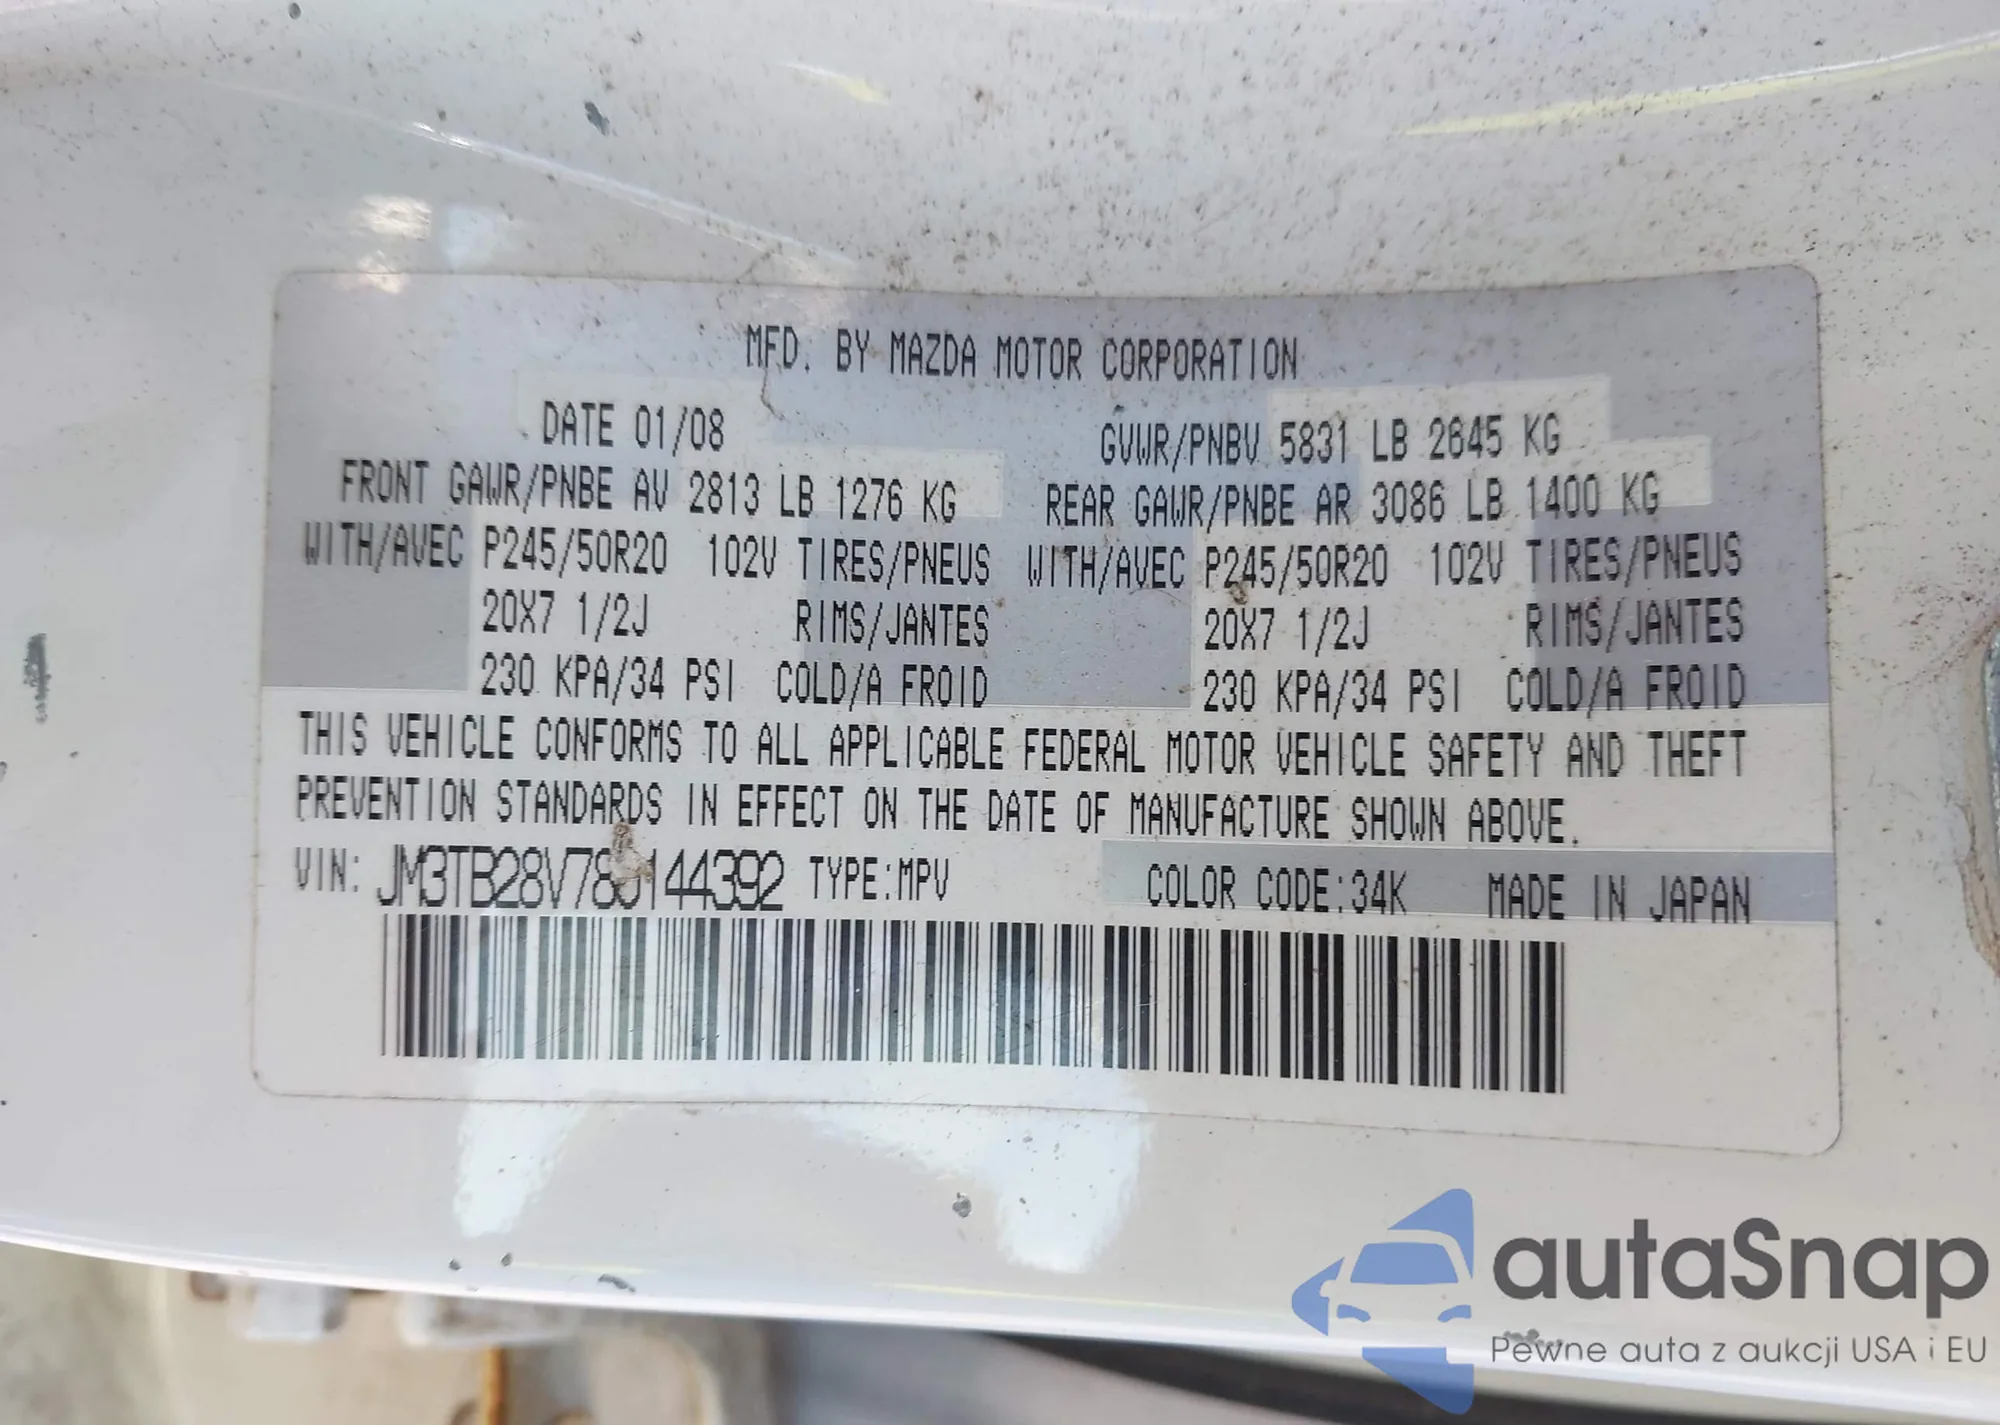 MFD. BY MAZDA MOTOR CORPORATION
DATE 01/08 GVWR/PNBV 5831 LB 2645 KG
FRONT GAWR/PNBE AV 2813 LB 1276 KG REAR GAWR/PNBE AR 3086 LB 1400 KG
WITH/AVEC P245/50R20 102V TIRES/PNEUS WITH/AVEC P245/50R20 102V TIRES/PNEUS
20X7 1/2J RIMS/JANTES 20X7 1/2J RIMS/JANTES
230 KPA/34 PSI COLD/A FROID 230 KPA/34 PSI COLD/A FROID
THIS VEHICLE CONFORMS TO ALL APPLICABLE FEDERAL MOTOR VEHICLE SAFETY AND THEFT
PREVENTION STANDARDS IN EFFECT ON THE DATE OF MANUFACTURE SHOWN ABOVE.
VIN: JM3TB28V780144392 TYPE:MPV COLOR CODE:34K MADE IN JAPAN
autaSnap
Pewne auta z aukcji USA i EU